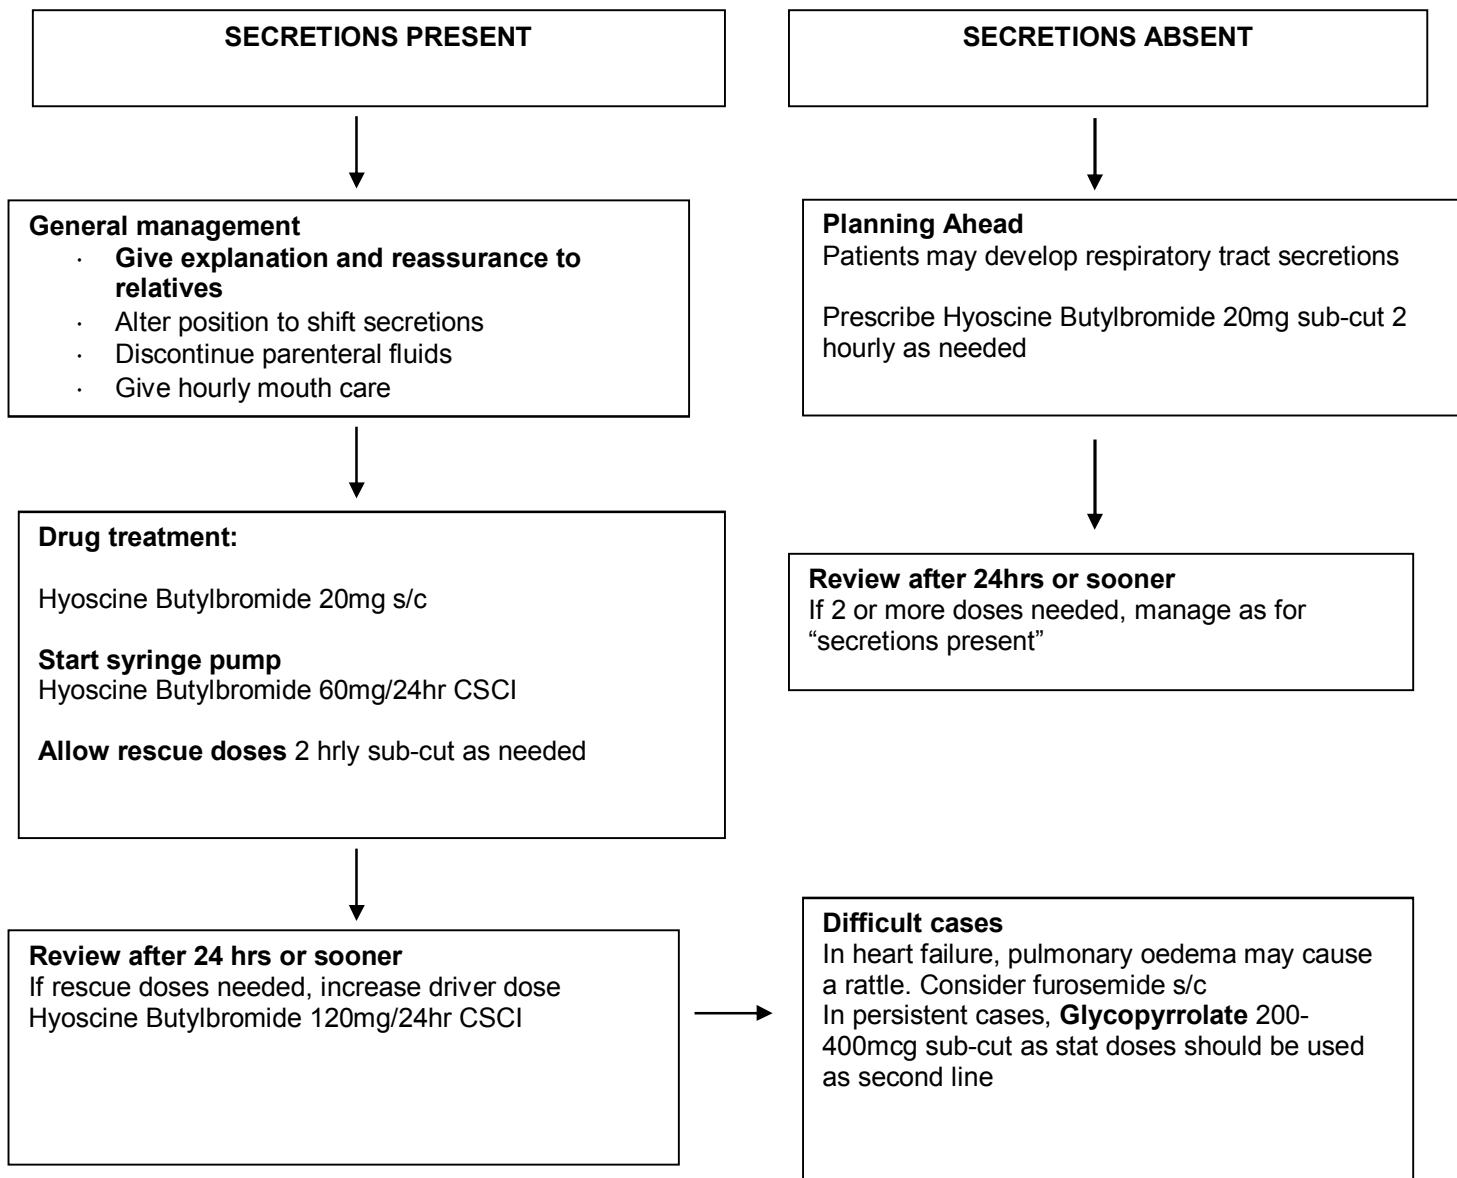 SECRETIONS PRESENT
SECRETIONS ABSENT
General management
· Give explanation and reassurance to
relatives
· Alter position to shift secretions
· Discontinue parenteral fluids
· Give hourly mouth care
Planning Ahead
Patients may develop respiratory tract secretions
Prescribe Hyoscine Butylbromide 20mg sub-cut 2
hourly as needed
Drug treatment:
Hyoscine Butylbromide 20mg s/c
Start syringe pump
Hyoscine Butylbromide 60mg/24hr CSCI
Allow rescue doses 2 hrly sub-cut as needed
Review after 24hrs or sooner
If 2 or more doses needed, manage as for
“secretions present”
Review after 24 hrs or sooner
If rescue doses needed, increase driver dose
Hyoscine Butylbromide 120mg/24hr CSCI
Difficult cases
In heart failure, pulmonary oedema may cause
a rattle. Consider furosemide s/c
In persistent cases, Glycopyrrolate 200-
400mcg sub-cut as stat doses should be used
as second line